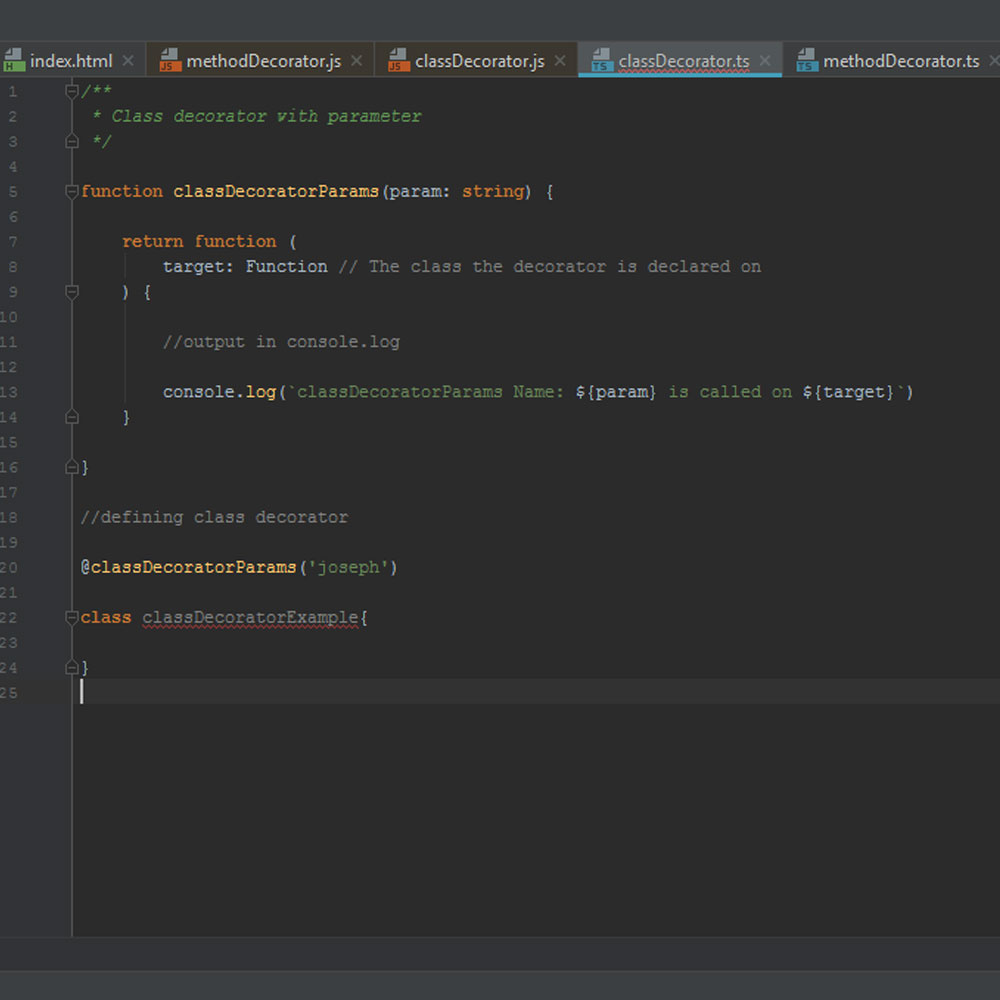 index.html methodDecorator.js classDecorator.js classDecorator.ts methodDecorator.ts
1 /**
2 * Class decorator with parameter
3 */
4
5 function classDecoratorParams(param: string) {
6
7 return function (
8 target: Function // The class the decorator is declared on
9 ) {
10
11 //output in console.log
12
13 console.log(`classDecoratorParams Name: ${param} is called on ${target}`)
14 }
15
16 }
17
18 //defining class decorator
19
20 @classDecoratorParams('joseph')
21
22 class classDecoratorExample{
23
24 }
25